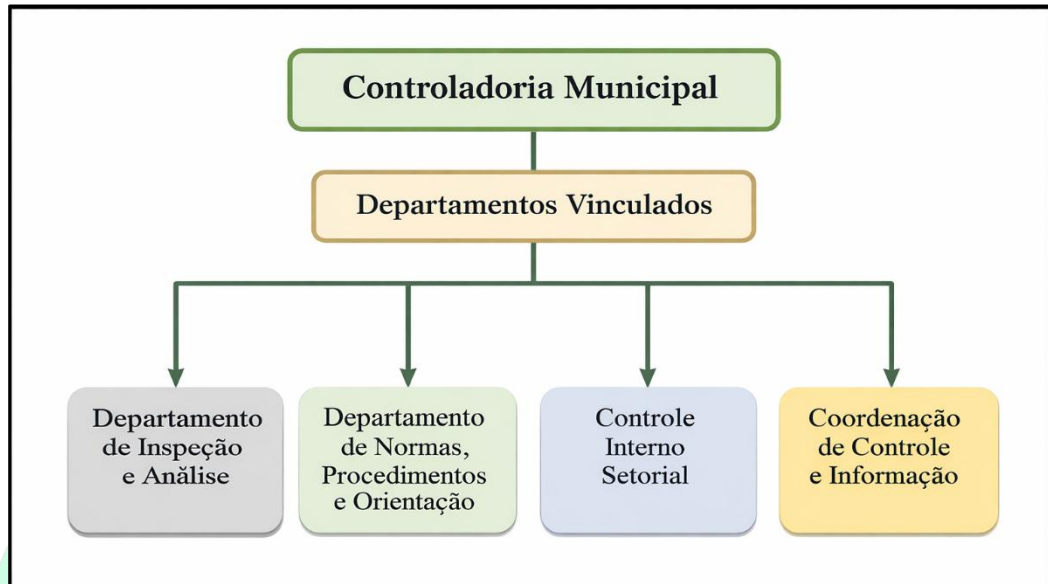 Controladoria Municipal
Departamentos Vinculados
Departamento
de Inspeção
e Anălise
Departamento
de Normas,
Procedimentos
e Orientação
Controle
Interno
Setorial
Coordenação
de Controle
e Informação